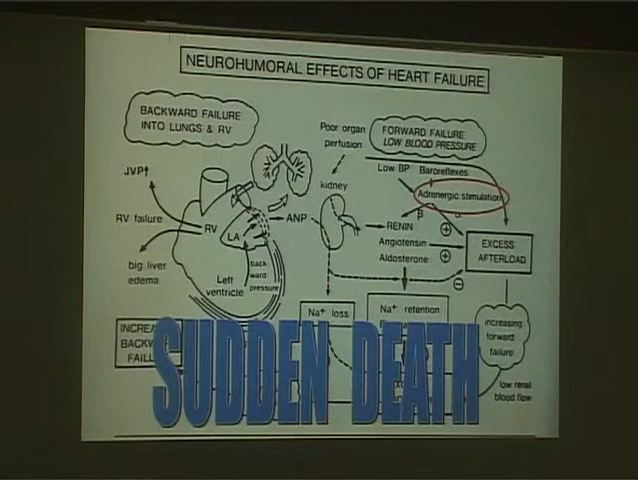 NEUROHUMORAL EFFECTS OF HEART FAILURE
BACKWARD FAILURE
INTO LUNGS & RV
Poor organ
perfusion
FORWARD FAILURE
LOW BLOOD PRESSURE
JVP↑
Low BP Baroreflexes
kidney
Adrenergic stimulation
β
α
RV failure
RV
LA
ANP
RENIN
Angiotensin
Aldosterone
+
+
EXCESS
AFTERLOAD
big liver
edema
Left
ventricle
back
ward
pressure
−
Na⁺ loss
Na⁺ retention
increasing
forward
failure
low renal
blood flow
SUDDEN DEATH